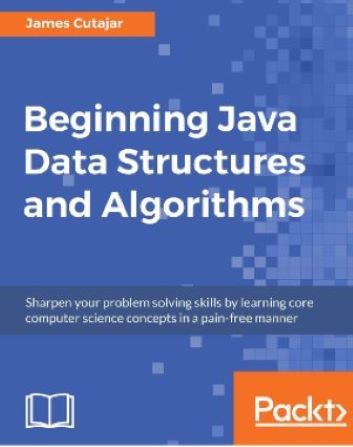 James Cutajar
Beginning Java
Data Structures
and Algorithms
Sharpen your problem solving skills by learning core
computer science concepts in a pain-free manner
Packt>